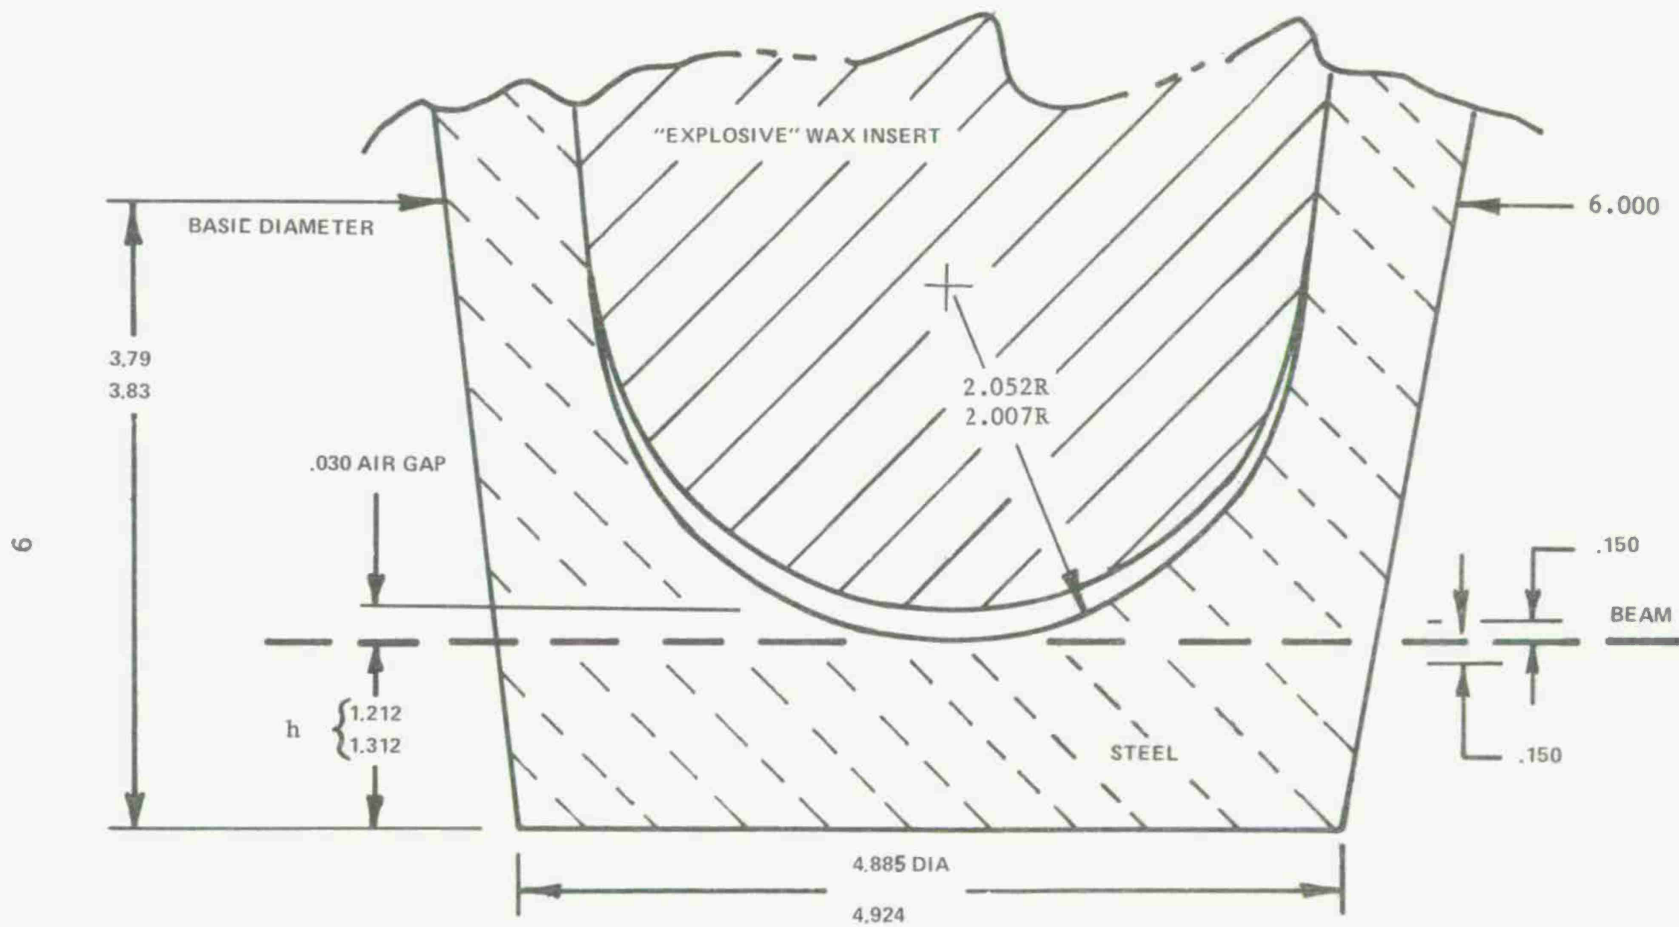 "EXPLOSIVE" WAX INSERT
BASIC DIAMETER
6.000
3.79
3.83
2.052R
2.007R
.030 AIR GAP
6
.150
BEAM
h { 1.212
1.312
STEEL
.150
4.885 DIA
4.924